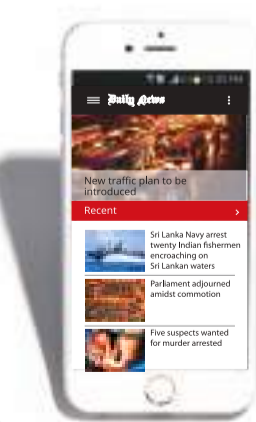 Daily News
New traffic plan to be
introduced
Recent
Sri Lanka Navy arrest
twenty Indian fishermen
encroaching on
Sri Lankan waters
Parliament adjourned
amidst commotion
Five suspects wanted
for murder arrested